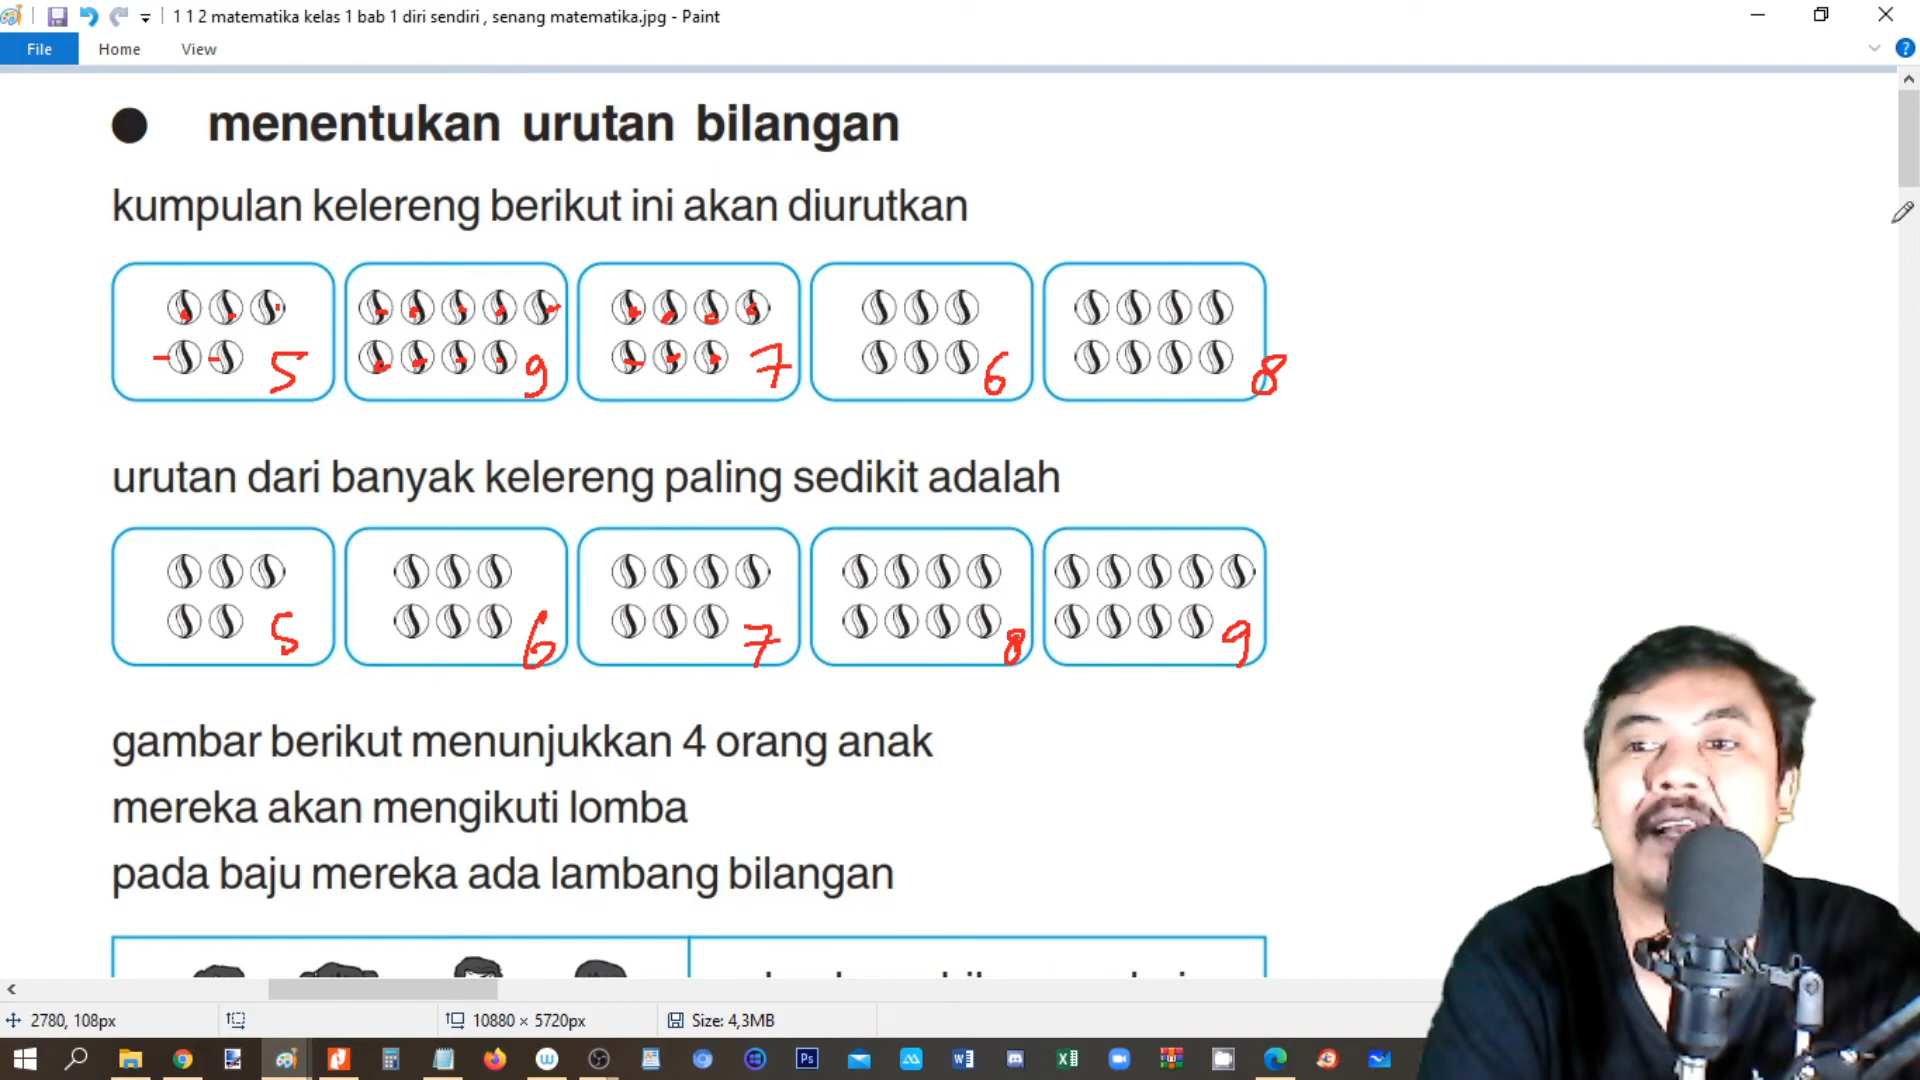 1 1 2 matematika kelas 1 bab 1 diri sendiri , senang matematika.jpg - Paint
File Home View
menentukan urutan bilangan
kumpulan kelereng berikut ini akan diurutkan
5 9 7 6 8
urutan dari banyak kelereng paling sedikit adalah
5 6 7 8 9
gambar berikut menunjukkan 4 orang anak
mereka akan mengikuti lomba
pada baju mereka ada lambang bilangan
2780, 108px 10880 × 5720px Size: 4,3MB